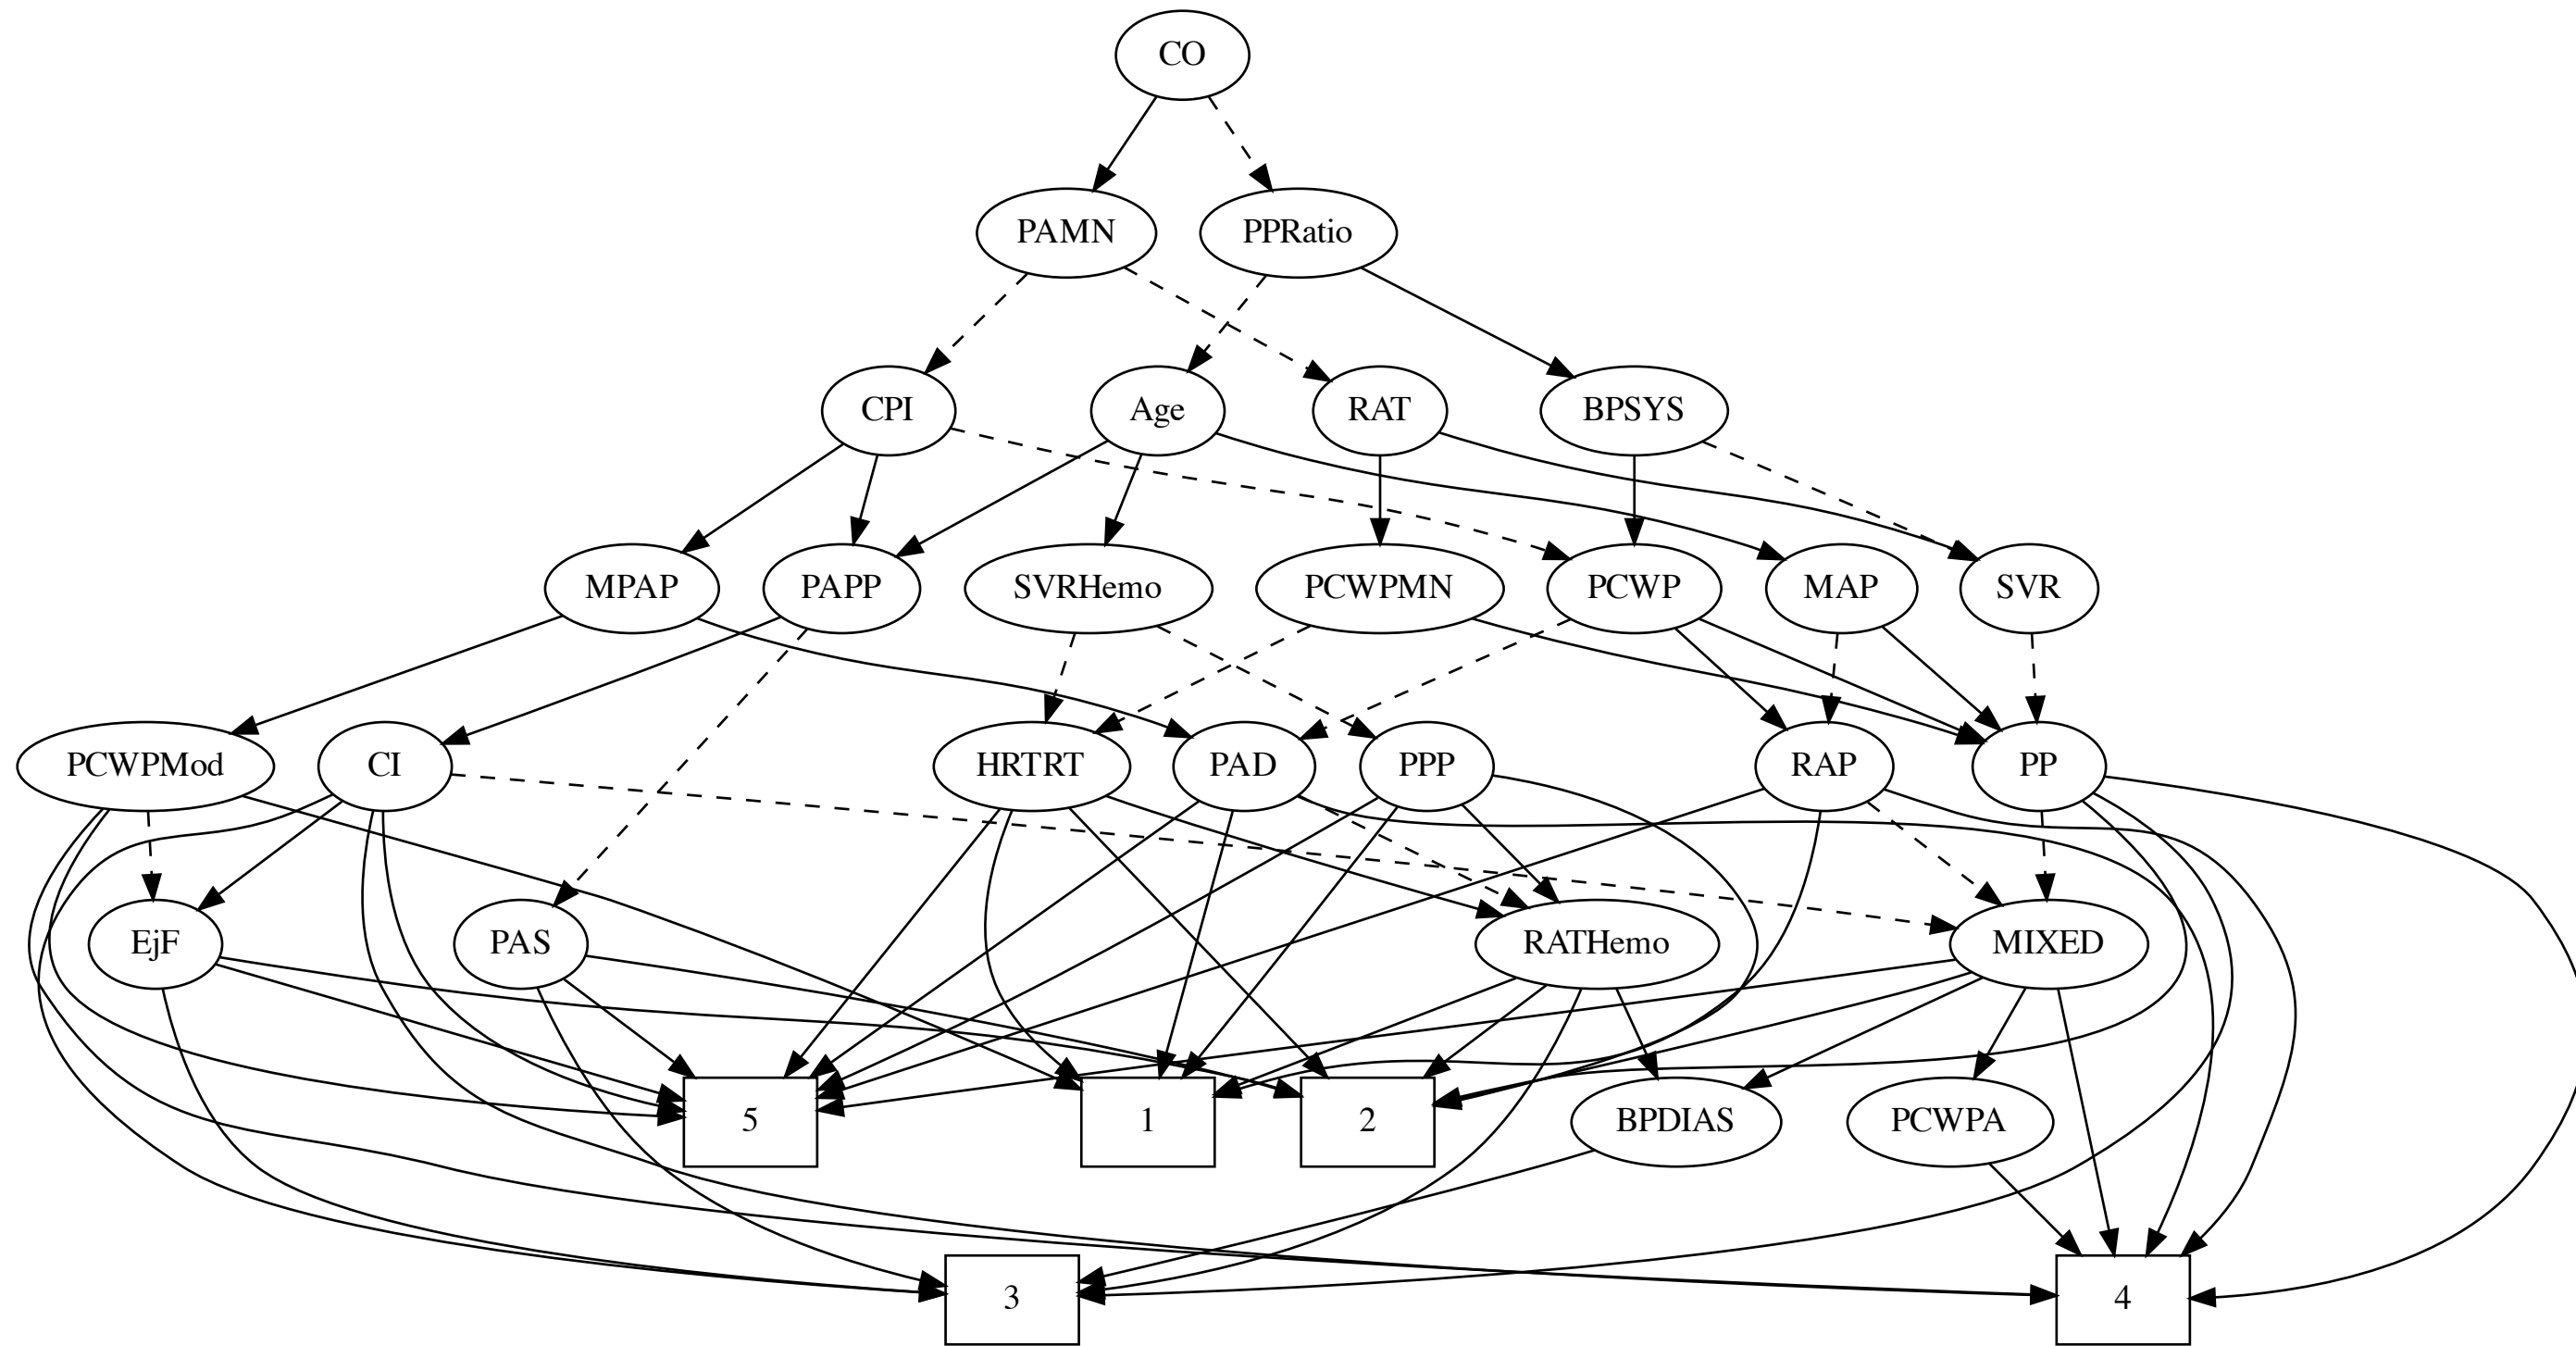 CO
PAMN
PPRatio
CPI
Age
RAT
BPSYS
MPAP
PAPP
SVRHemo
PCWPMN
PCWP
MAP
SVR
PCWPMod
CI
HRTRT
PAD
PPP
RAP
PP
EjF
PAS
RATHemo
MIXED
5
1
2
BPDIAS
PCWPA
3
4